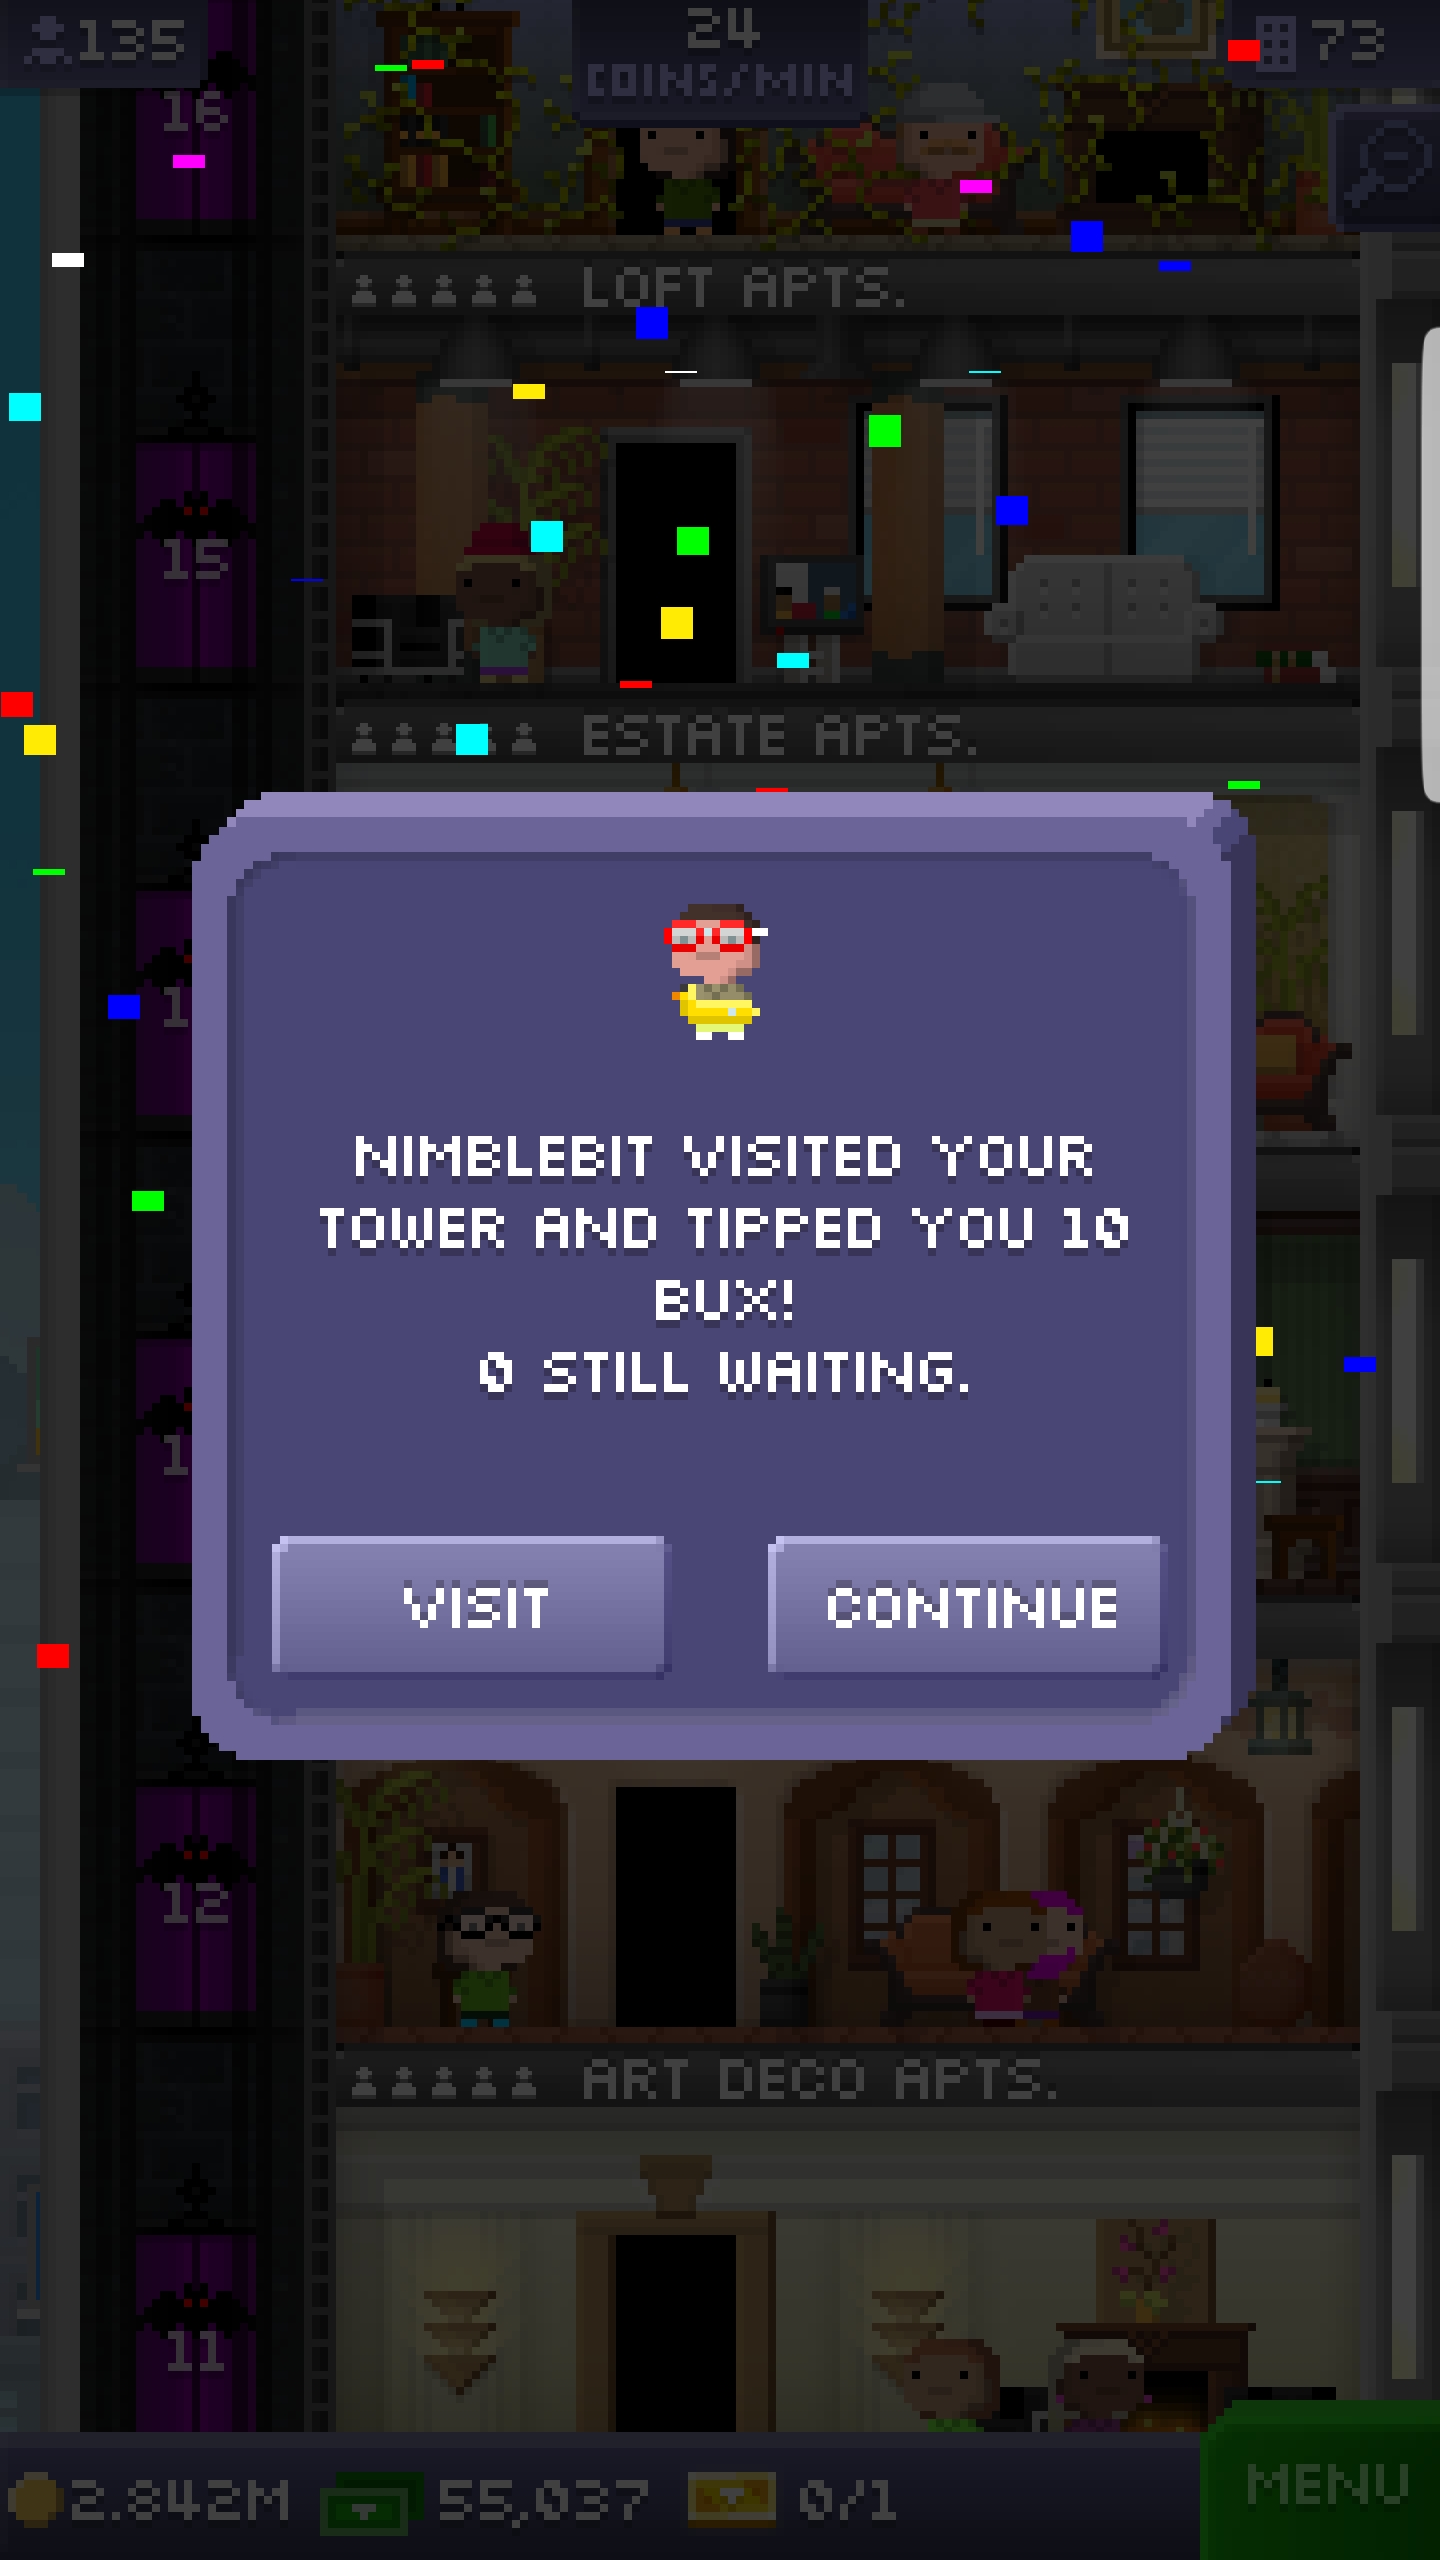 135
24
COINS/MIN
73
16
LOFT APTS.
15
ESTATE APTS.
NIMBLEBIT VISITED YOUR
TOWER AND TIPPED YOU 10
BUX!
0 STILL WAITING.
VISIT
CONTINUE
12
ART DECO APTS.
11
2.842M
55,037
0/1
MENU